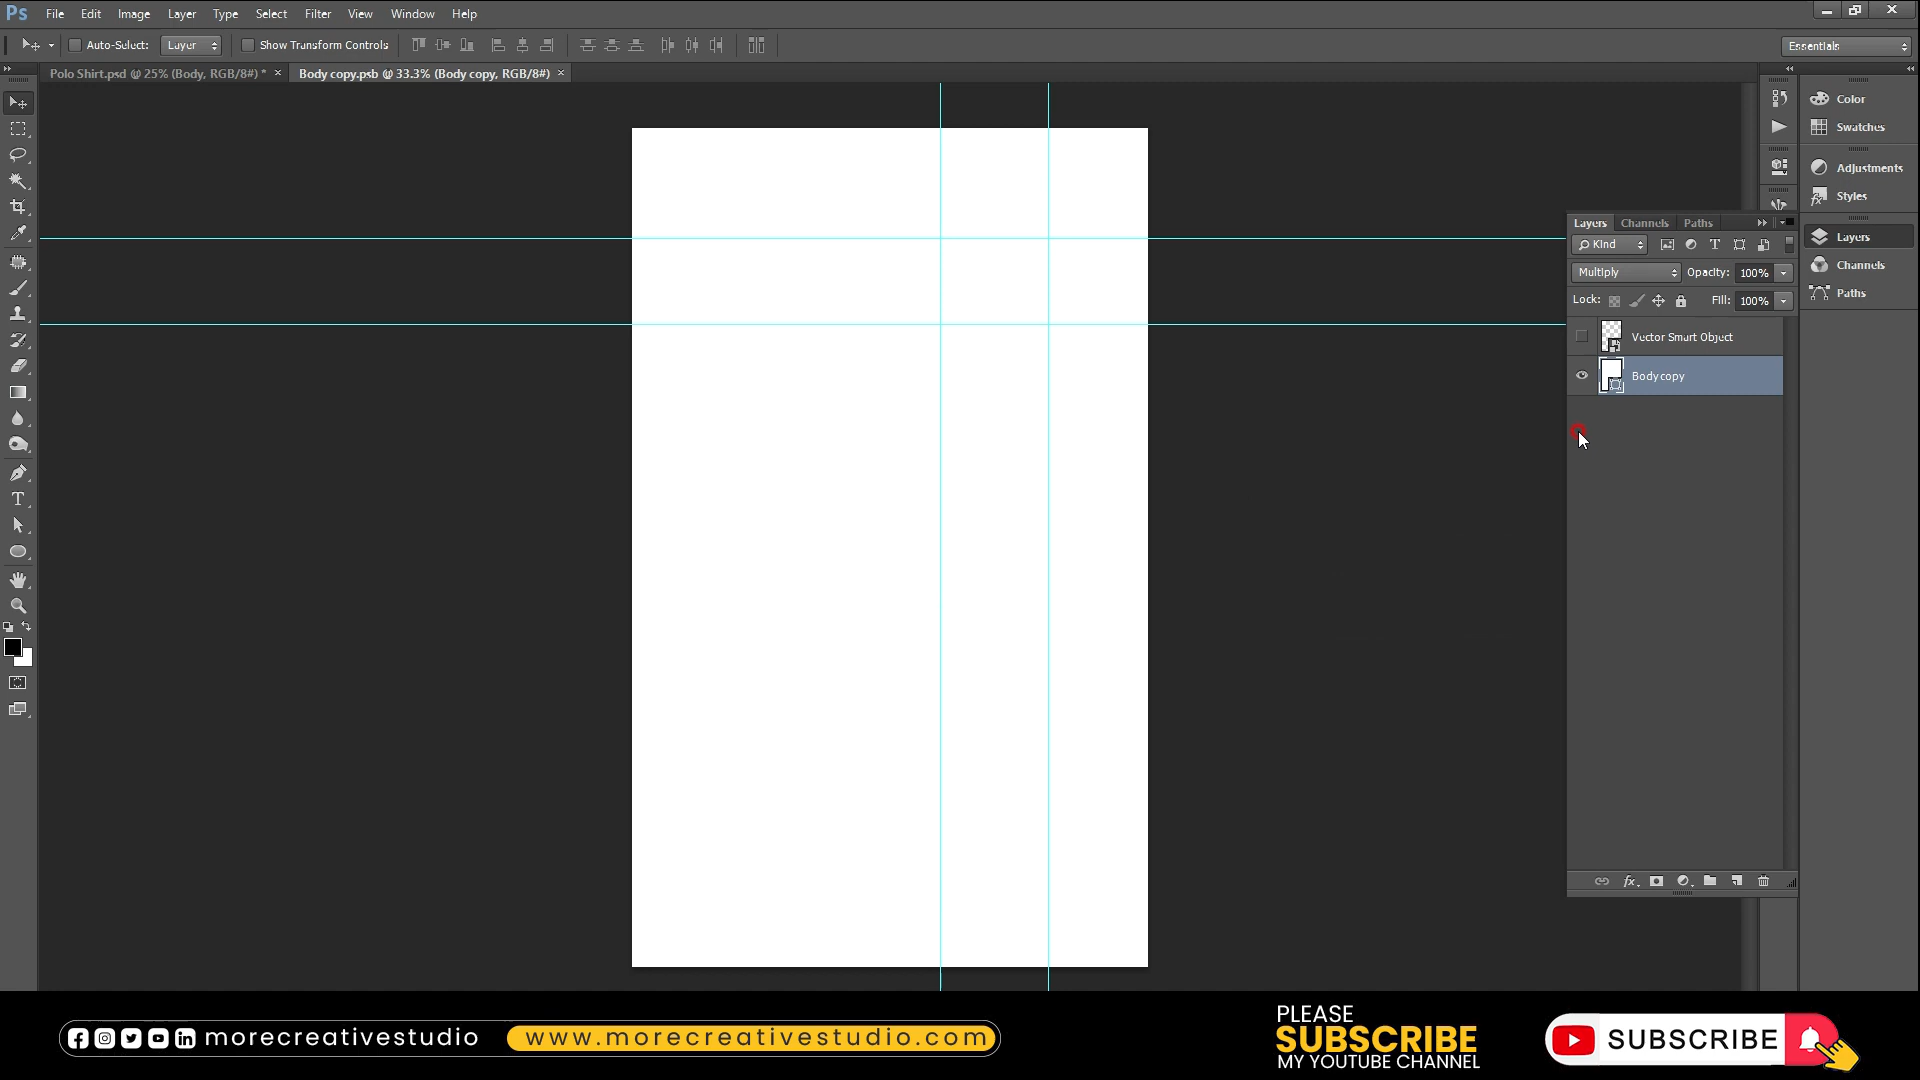 Ps File Edit Image Layer Type Select Filter View Window Help
Auto-Select: Layer Show Transform Controls Essentials
Polo Shirt.psd @ 25% (Body, RGB/8#) * × Body copy.psb @ 33.3% (Body copy, RGB/8#) ×
Color
Swatches
Adjustments
Styles
Layers
Channels
Paths
Layers Channels Paths
Kind
Multiply Opacity: 100%
Lock: Fill: 100%
Vector Smart Object
Body copy
T
fx
morecreativestudio
www.morecreativestudio.com
PLEASE
SUBSCRIBE
MY YOUTUBE CHANNEL
SUBSCRIBE